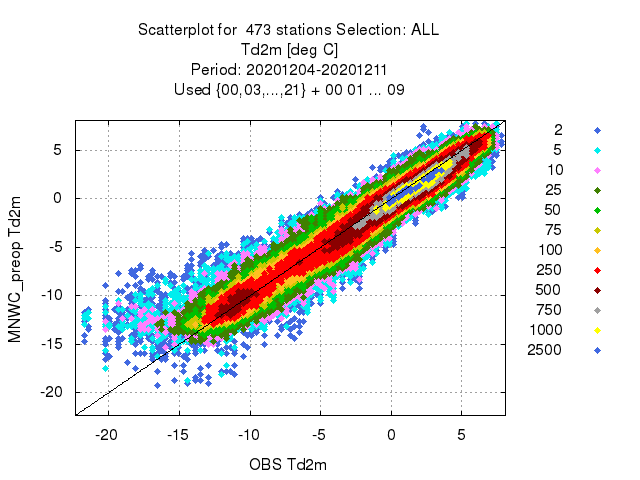 Scatterplot for  473 stations Selection: ALL
Td2m [deg C]
Period: 20201204-20201211
Used {00,03,...,21} + 00 01 ... 09
MNWC_preop Td2m
5
0
-5
-10
-15
-20
-20 -15 -10 -5 0 5
OBS Td2m
2
5
10
25
50
75
100
250
500
750
1000
2500